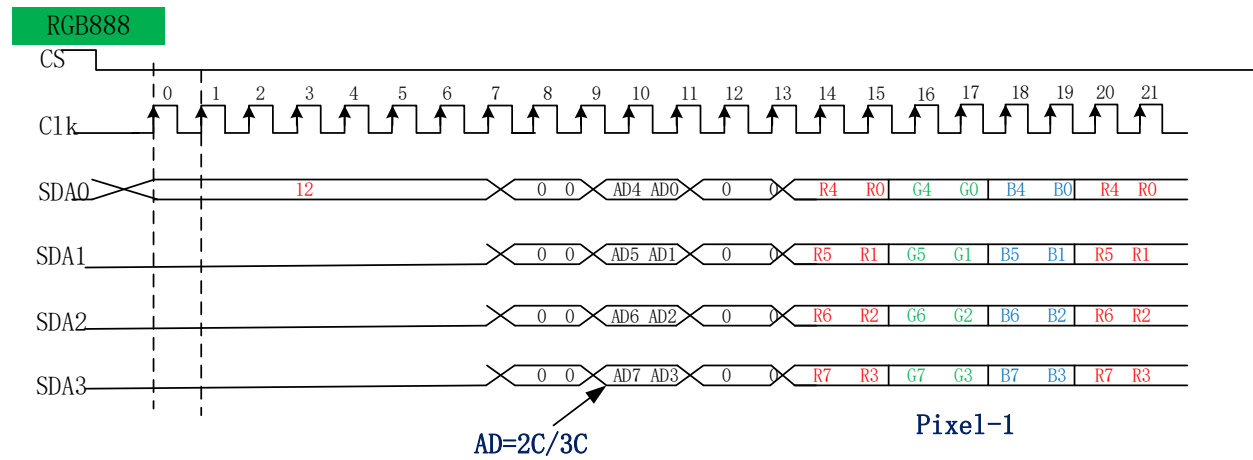 RGB888
CS
0 1 2 3 4 5 6 7 8 9 10 11 12 13 14 15 16 17 18 19 20 21
Clk
SDA0 12 0 0 AD4 AD0 0 0 R4 R0 G4 G0 B4 B0 R4 R0
SDA1 0 0 AD5 AD1 0 0 R5 R1 G5 G1 B5 B1 R5 R1
SDA2 0 0 AD6 AD2 0 0 R6 R2 G6 G2 B6 B2 R6 R2
SDA3 0 0 AD7 AD3 0 0 R7 R3 G7 G3 B7 B3 R7 R3
Pixel-1
AD=2C/3C